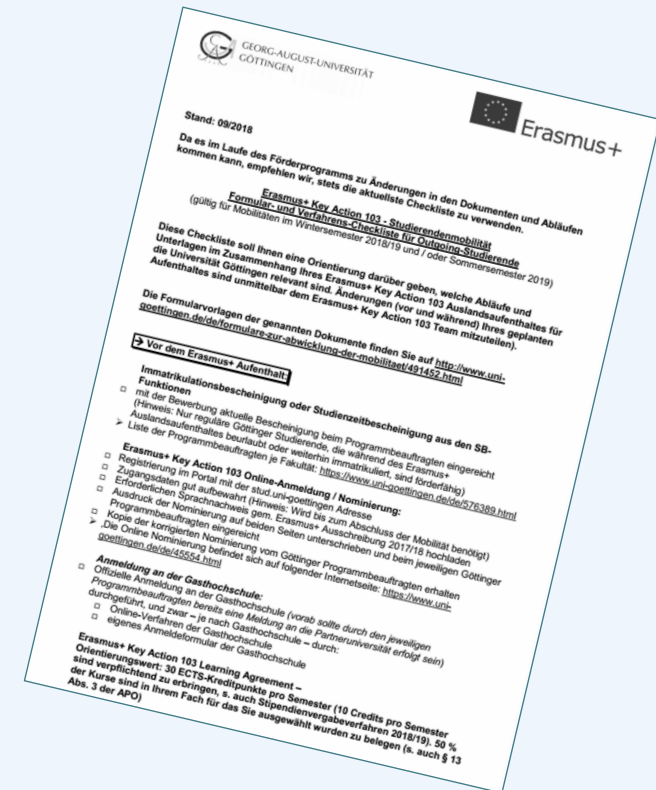 GEORG-AUGUST-UNIVERSITÄT
GÖTTINGEN
Erasmus+
Stand: 09/2018
Da es im Laufe des Förderprogramms zu Änderungen in den Dokumenten und Abläufen
kommen kann, empfehlen wir, stets die aktuellste Checkliste zu verwenden.
Erasmus+ Key Action 103 - Studierendenmobilität
Formular- und Verfahrens-Checkliste für Outgoing-Studierende
(gültig für Mobilitäten im Wintersemester 2018/19 und / oder Sommersemester 2019)
Diese Checkliste soll Ihnen eine Orientierung darüber geben, welche Abläufe und
Unterlagen im Zusammenhang Ihres Erasmus+ Key Action 103 Auslandsaufenthaltes für
die Universität Göttingen relevant sind. Änderungen (vor und während) Ihres geplanten
Aufenthaltes sind unmittelbar dem Erasmus+ Key Action 103 Team mitzuteilen).
Die Formularvorlagen der genannten Dokumente finden Sie auf http://www.uni-
goettingen.de/de/formulare-zur-abwicklung-der-mobilitaet/491452.html
→ Vor dem Erasmus+ Aufenthalt:
Immatrikulationsbescheinigung oder Studienzeitbescheinigung aus den SB-
Funktionen
□ mit der Bewerbung aktuelle Bescheinigung beim Programmbeauftragten eingereicht
(Hinweis: Nur reguläre Göttinger Studierende, die während des Erasmus+
Auslandsaufenthaltes beurlaubt oder weiterhin immatrikuliert, sind förderfähig)
➢ Liste der Programmbeauftragten je Fakultät: https://www.uni-goettingen.de/de/576389.html
Erasmus+ Key Action 103 Online-Anmeldung / Nominierung:
□ Registrierung im Portal mit der stud.uni-goettingen Adresse
□ Zugangsdaten gut aufbewahrt (Hinweis: Wird bis zum Abschluss der Mobilität benötigt)
□ Erforderlichen Sprachnachweis gem. Erasmus+ Ausschreibung 2017/18 hochladen
□ Ausdruck der Nominierung auf beiden Seiten unterschrieben und beim jeweiligen Göttinger
Programmbeauftragten eingereicht
□ Kopie der korrigierten Nominierung vom Göttinger Programmbeauftragten erhalten
➢ Die Online Nominierung befindet sich auf folgender Internetseite: https://www.uni-
goettingen.de/de/45554.html
Anmeldung an der Gasthochschule:
□ Offizielle Anmeldung an der Gasthochschule (vorab sollte durch den jeweiligen
Programmbeauftragten bereits eine Meldung an die Partneruniversität erfolgt sein)
durchgeführt, und zwar – je nach Gasthochschule – durch:
□ Online-Verfahren der Gasthochschule
□ eigenes Anmeldeformular der Gasthochschule
Erasmus+ Key Action 103 Learning Agreement –
Orientierungswert: 30 ECTS-Kreditpunkte pro Semester (10 Credits pro Semester
sind verpflichtend zu erbringen, s. auch Stipendienvergabeverfahren 2018/19). 50 %
der Kurse sind in Ihrem Fach für das Sie ausgewählt wurden zu belegen (s. auch § 13
Abs. 3 der APO)